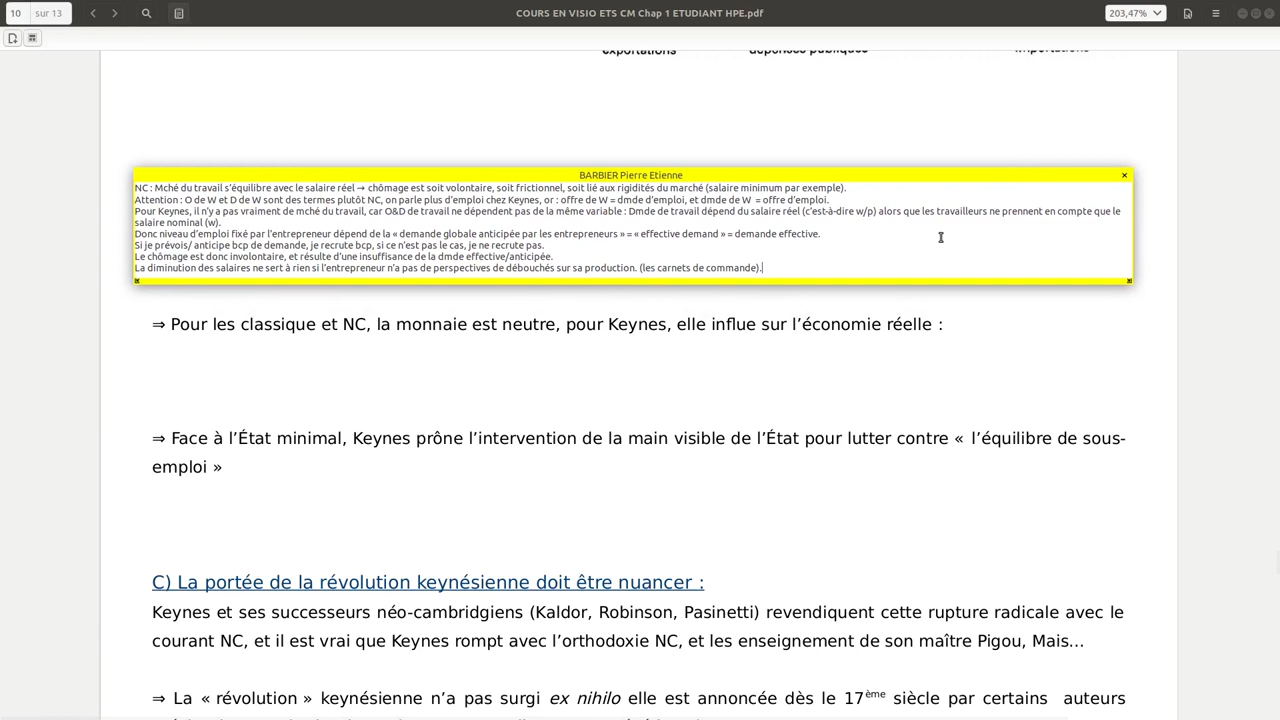 10 sur 13
COURS EN VISIO ETS CM Chap 1 ETUDIANT HPE.pdf
203,47%
exportations dépenses publiques importations
BARBIER Pierre Etienne
NC : Mché du travail s'équilibre avec le salaire réel → chômage est soit volontaire, soit frictionnel, soit lié aux rigidités du marché (salaire minimum par exemple).
Attention : O de W et D de W sont des termes plutôt NC, on parle plus d'emploi chez Keynes, or : offre de W = dmde d'emploi, et dmde de W = offre d'emploi.
Pour Keynes, il n'y a pas vraiment de mché du travail, car O&D de travail ne dépendent pas de la même variable : Dmde de travail dépend du salaire réel (c'est-à-dire w/p) alors que les travailleurs ne prennent en compte que le
salaire nominal (w).
Donc niveau d'emploi fixé par l'entrepreneur dépend de la « demande globale anticipée par les entrepreneurs » = « effective demand » = demande effective.
Si je prévois/ anticipe bcp de demande, je recrute bcp, si ce n'est pas le cas, je ne recrute pas.
Le chômage est donc involontaire, et résulte d'une insuffisance de la dmde effective/anticipée.
La diminution des salaires ne sert à rien si l'entrepreneur n'a pas de perspectives de débouchés sur sa production. (les carnets de commande).
⇒ Pour les classique et NC, la monnaie est neutre, pour Keynes, elle influe sur l'économie réelle :
⇒ Face à l'État minimal, Keynes prône l'intervention de la main visible de l'État pour lutter contre « l'équilibre de sous-
emploi »
C) La portée de la révolution keynésienne doit être nuancer :
Keynes et ses successeurs néo-cambridgiens (Kaldor, Robinson, Pasinetti) revendiquent cette rupture radicale avec le
courant NC, et il est vrai que Keynes rompt avec l'orthodoxie NC, et les enseignement de son maître Pigou, Mais...
⇒ La « révolution » keynésienne n'a pas surgi ex nihilo elle est annoncée dès le 17ème siècle par certains auteurs